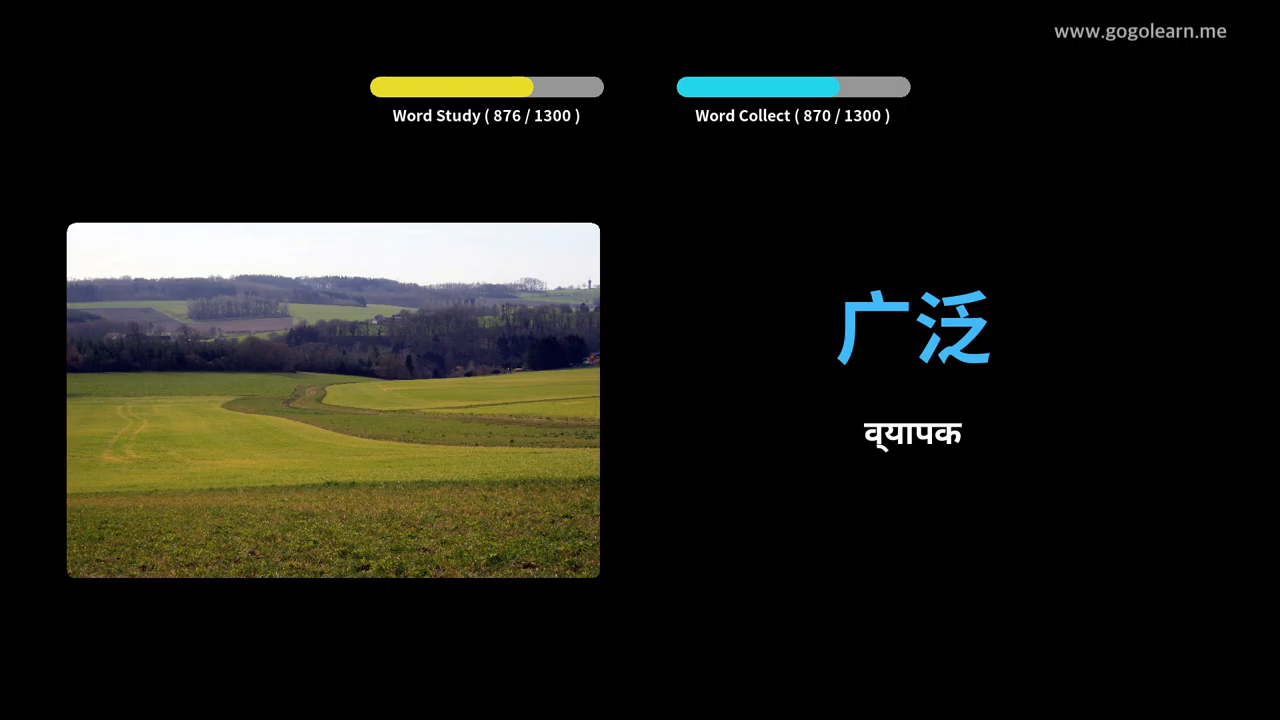 www.gogolearn.me
Word Study ( 876 / 1300 )
Word Collect ( 870 / 1300 )
广泛
व्यापक